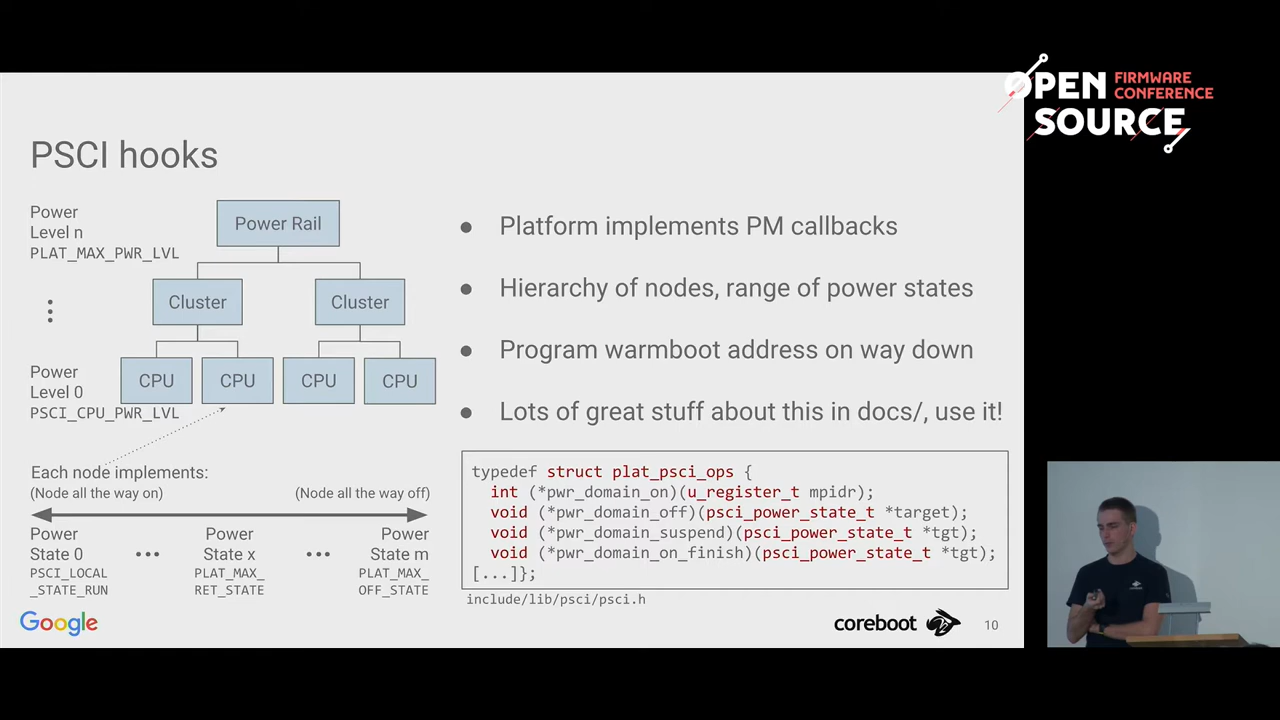 OPEN
FIRMWARE
CONFERENCE
SOURCE
PSCI hooks
Power
Level n
PLAT_MAX_PWR_LVL
Power Rail
Cluster
Cluster
CPU
CPU
CPU
CPU
Power
Level 0
PSCI_CPU_PWR_LVL
Each node implements:
(Node all the way on)
(Node all the way off)
Power
State 0
PSCI_LOCAL
_STATE_RUN
Power
State x
PLAT_MAX_
RET_STATE
Power
State m
PLAT_MAX_
OFF_STATE
● Platform implements PM callbacks
● Hierarchy of nodes, range of power states
● Program warmboot address on way down
● Lots of great stuff about this in docs/, use it!
typedef struct plat_psci_ops {
int (*pwr_domain_on)(u_register_t mpidr);
void (*pwr_domain_off)(psci_power_state_t *target);
void (*pwr_domain_suspend)(psci_power_state_t *tgt);
void (*pwr_domain_on_finish)(psci_power_state_t *tgt);
[...]};
include/lib/psci/psci.h
Google
coreboot
10